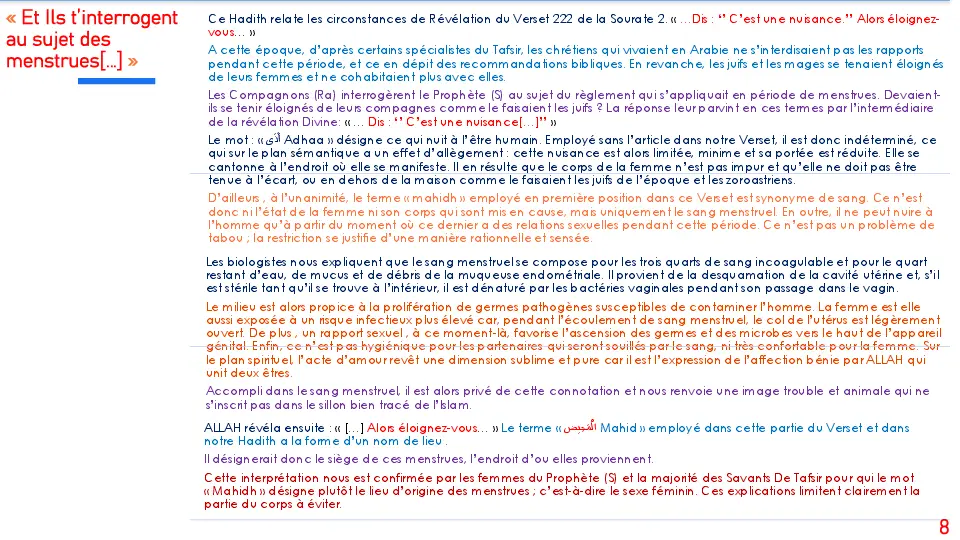 « Et Ils t’interrogent
au sujet des
menstrues[…] »
Ce Hadith relate les circonstances de Révélation du Verset 222 de la Sourate 2. « …Dis : ‘’ C’est une nuisance.’’ Alors éloignez-
vous… »
A cette époque, d’après certains spécialistes du Tafsir, les chrétiens qui vivaient en Arabie ne s’interdisaient pas les rapports
pendant cette période, et ce en dépit des recommandations bibliques. En revanche, les juifs et les mages se tenaient éloignés
de leurs femmes et ne cohabitaient plus avec elles.
Les Compagnons (Ra) interrogèrent le Prophète (S) au sujet du règlement qui s’appliquait en période de menstrues. Devaient-
ils se tenir éloignés de leurs compagnes comme le faisaient les juifs ? La réponse leur parvint en ces termes par l’intermédiaire
de la révélation Divine: « … Dis : ‘’ C’est une nuisance[…]’’ »
Le mot : « أَذًى Adhaa » désigne ce qui nuit à l’être humain. Employé sans l’article dans notre Verset, il est donc indéterminé, ce
qui sur le plan sémantique a un effet d’allègement : cette nuisance est alors limitée, minime et sa portée est réduite. Elle se
cantonne à l’endroit où elle se manifeste. Il en résulte que le corps de la femme n’est pas impur et qu’elle ne doit pas être
tenue à l’écart, ou en dehors de la maison comme le faisaient les juifs de l’époque et les zoroastriens.
D’ailleurs , à l’unanimité, le terme « mahidh » employé en première position dans ce Verset est synonyme de sang. Ce n’est
donc ni l’état de la femme ni son corps qui sont mis en cause, mais uniquement le sang menstruel. En outre, il ne peut nuire à
l’homme qu’à partir du moment où ce dernier a des relations sexuelles pendant cette période. Ce n’est pas un problème de
tabou ; la restriction se justifie d’une manière rationnelle et sensée.
Les biologistes nous expliquent que le sang menstruel se compose pour les trois quarts de sang incoagulable et pour le quart
restant d’eau, de mucus et de débris de la muqueuse endométriale. Il provient de la desquamation de la cavité utérine et, s’il
est stérile tant qu’il se trouve à l’intérieur, il est dénaturé par les bactéries vaginales pendant son passage dans le vagin.
Le milieu est alors propice à la prolifération de germes pathogènes susceptibles de contaminer l’homme. La femme est elle
aussi exposée à un risque infectieux plus élevé car, pendant l’écoulement de sang menstruel, le col de l’utérus est légèrement
ouvert. De plus , un rapport sexuel , à ce moment-là, favorise l’ascension des germes et des microbes vers le haut de l’appareil
génital. Enfin, ce n’est pas hygiénique pour les partenaires qui seront souillés par le sang, ni très confortable pour la femme. Sur
le plan spirituel, l’acte d’amour revêt une dimension sublime et pure car il est l’expression de l’affection bénie par ALLAH qui
unit deux êtres.
Accompli dans le sang menstruel, il est alors privé de cette connotation et nous renvoie une image trouble et animale qui ne
s’inscrit pas dans le sillon bien tracé de l’Islam.
ALLAH révéla ensuite : « […] Alors éloignez-vous… » Le terme « الْمَحِيضِ Mahid » employé dans cette partie du Verset et dans
notre Hadith a la forme d’un nom de lieu .
Il désignerait donc le siège de ces menstrues, l’endroit d’ou elles proviennent.
Cette interprétation nous est confirmée par les femmes du Prophète (S) et la majorité des Savants De Tafsir pour qui le mot
« Mahidh » désigne plutôt le lieu d’origine des menstrues ; c’est-à-dire le sexe féminin. Ces explications limitent clairement la
partie du corps à éviter.
8